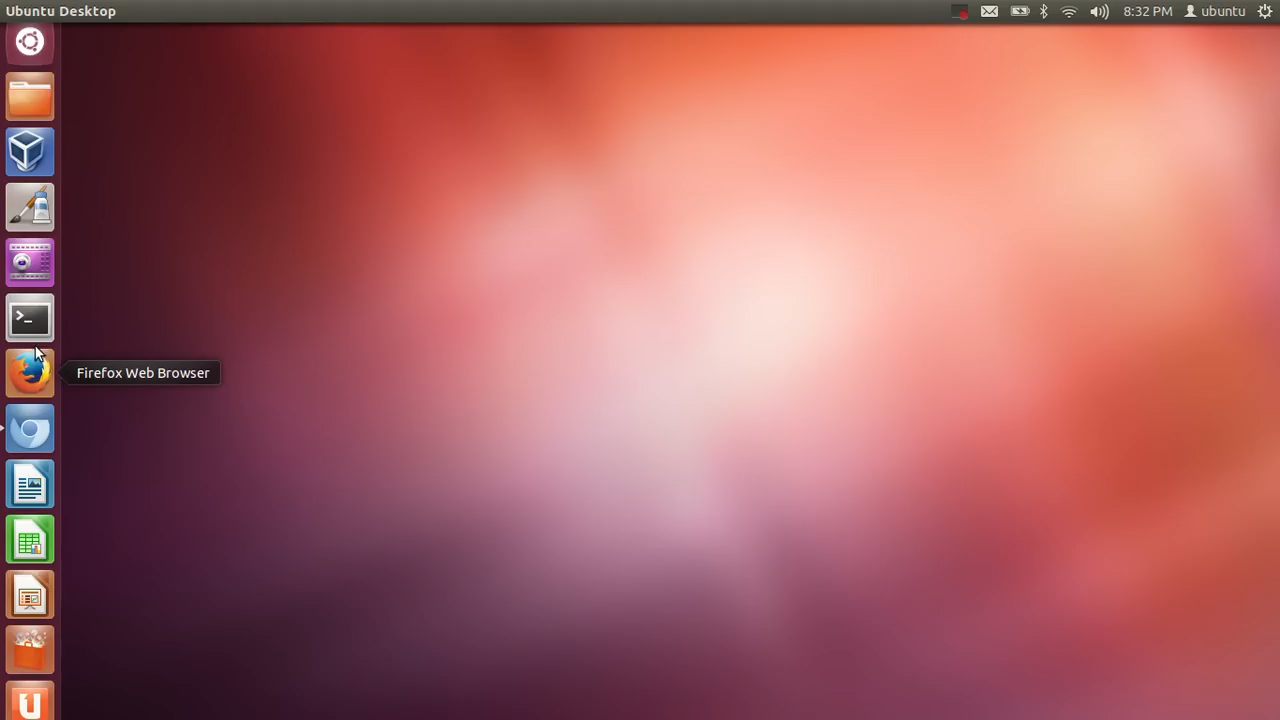 Ubuntu Desktop
8:32 PM
ubuntu
>_
Firefox Web Browser
U